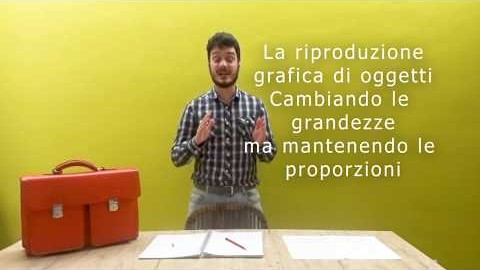 La riproduzione
grafica di oggetti
Cambiando le
grandezze
ma mantenendo le
proporzioni